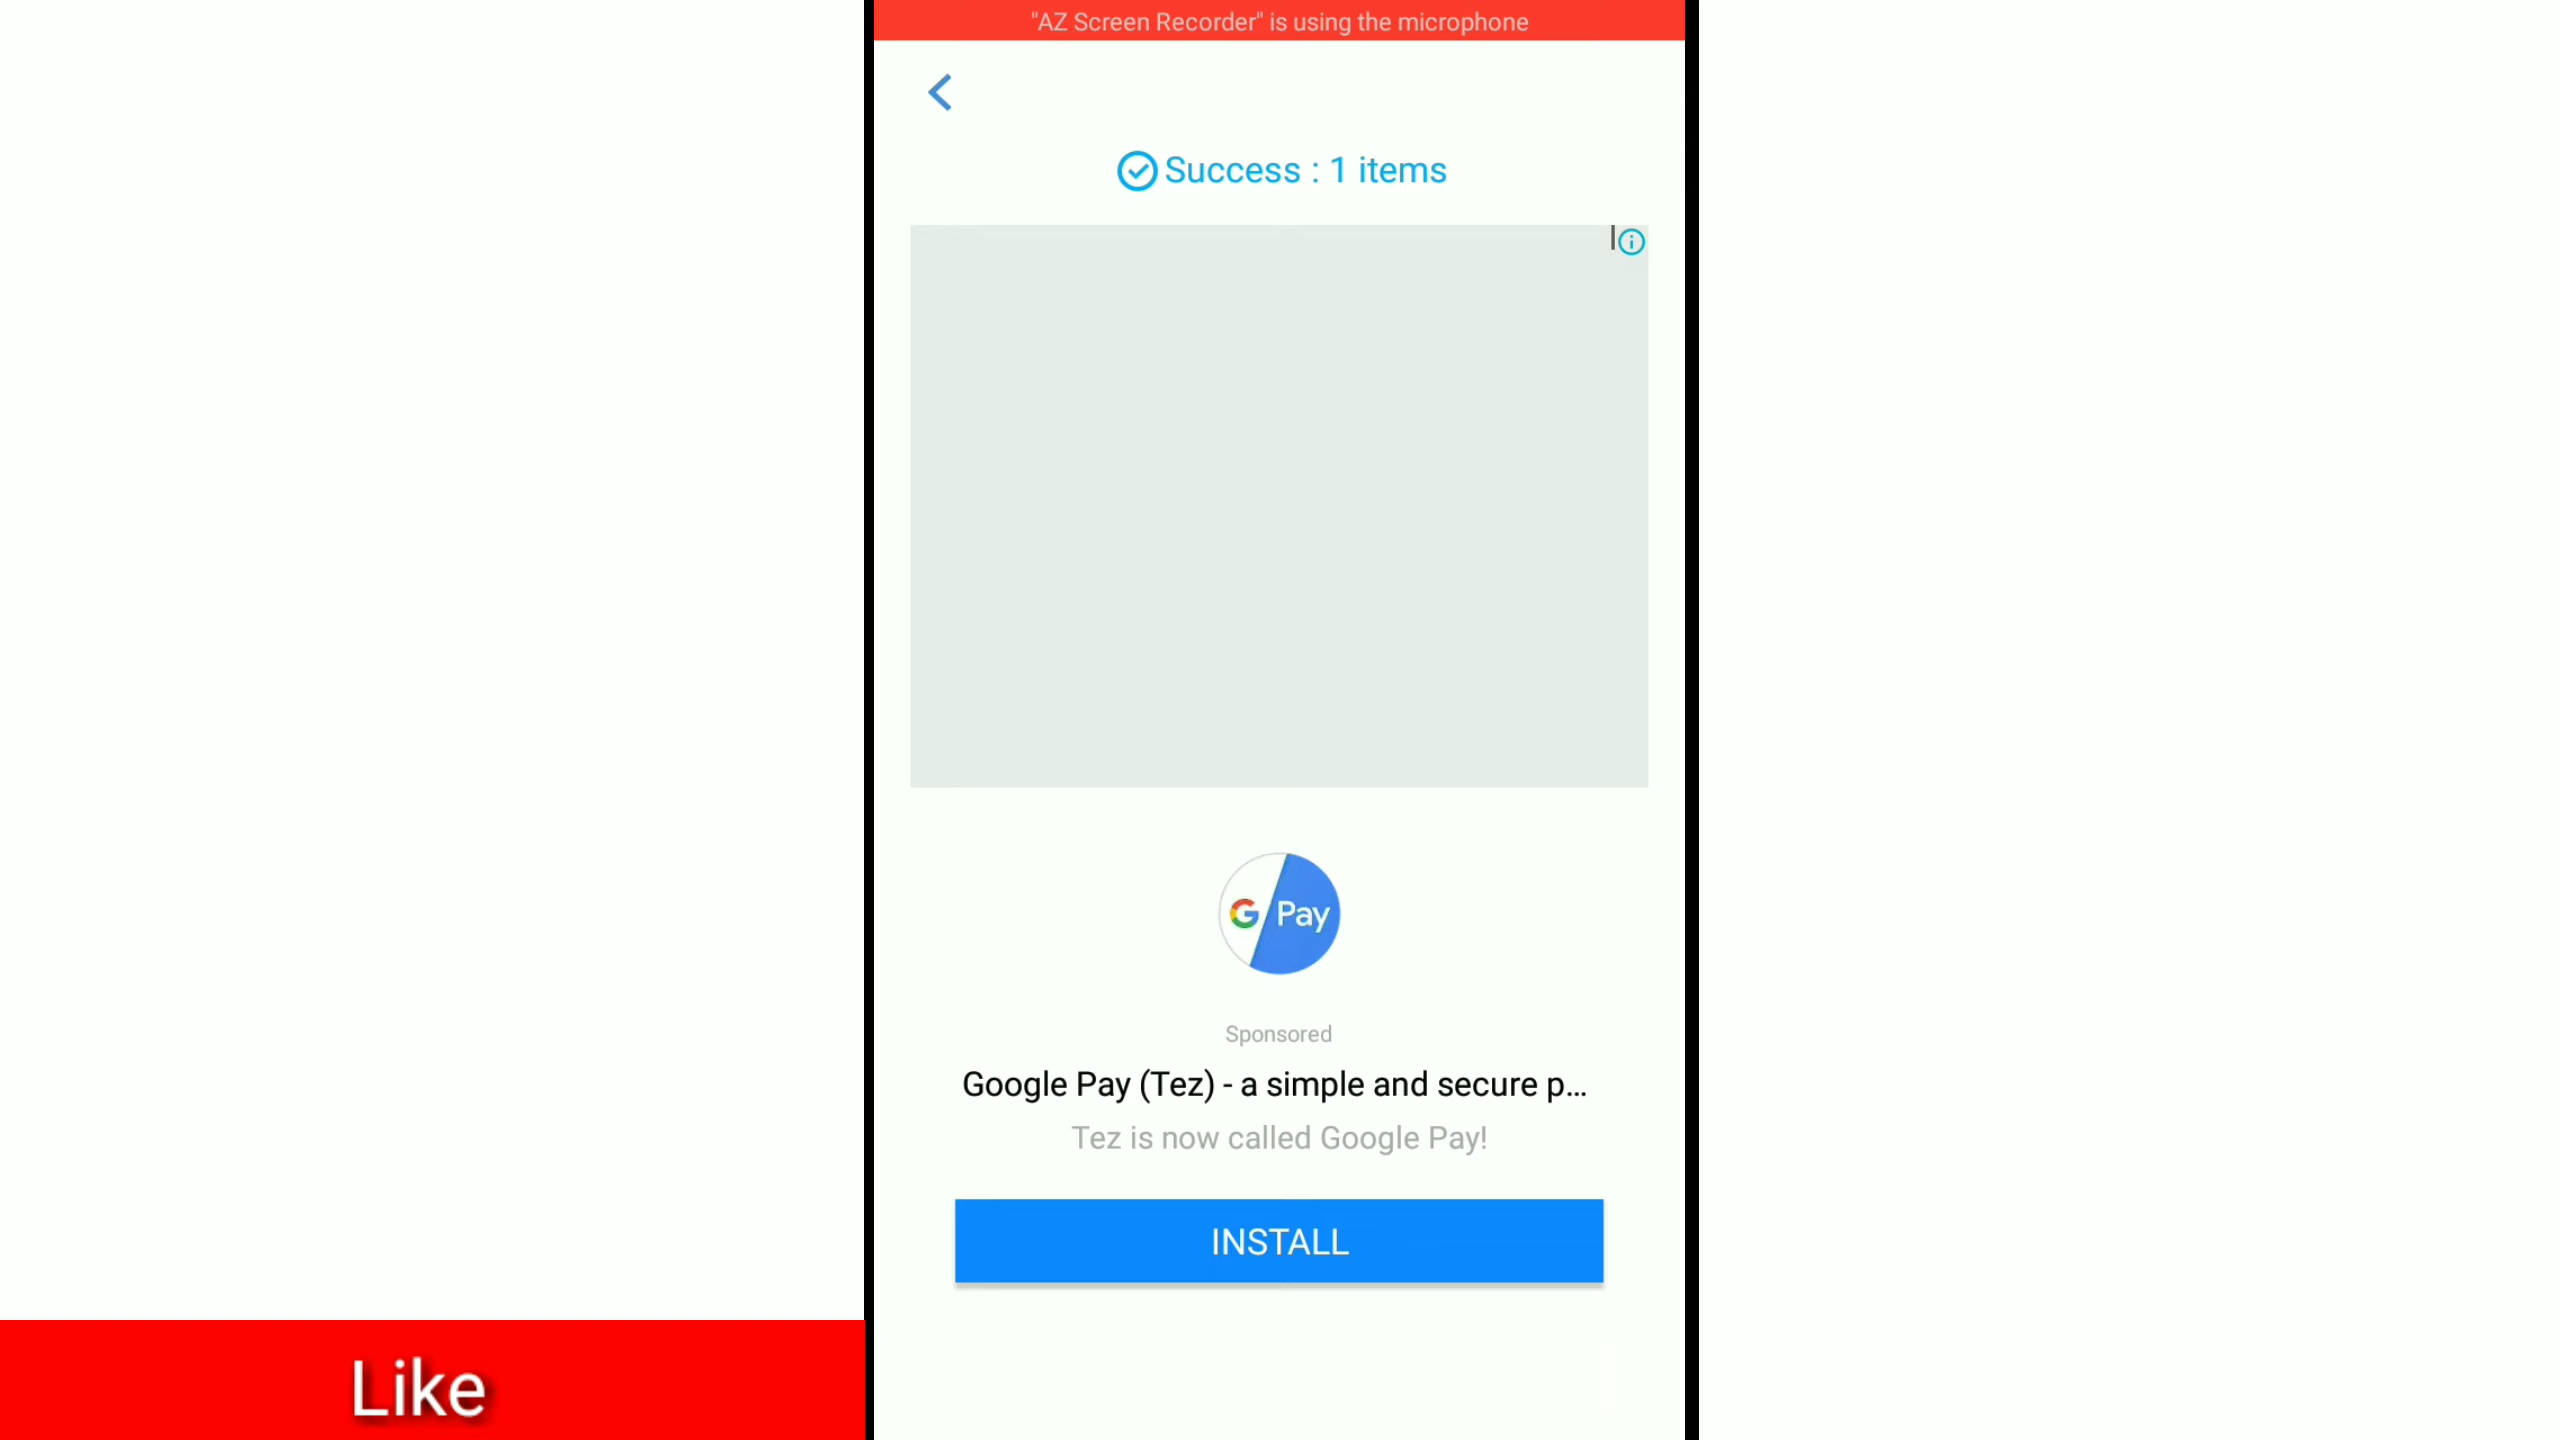 "AZ Screen Recorder" is using the microphone
Success : 1 items
G Pay
Sponsored
Google Pay (Tez) - a simple and secure p...
Tez is now called Google Pay!
INSTALL
Like